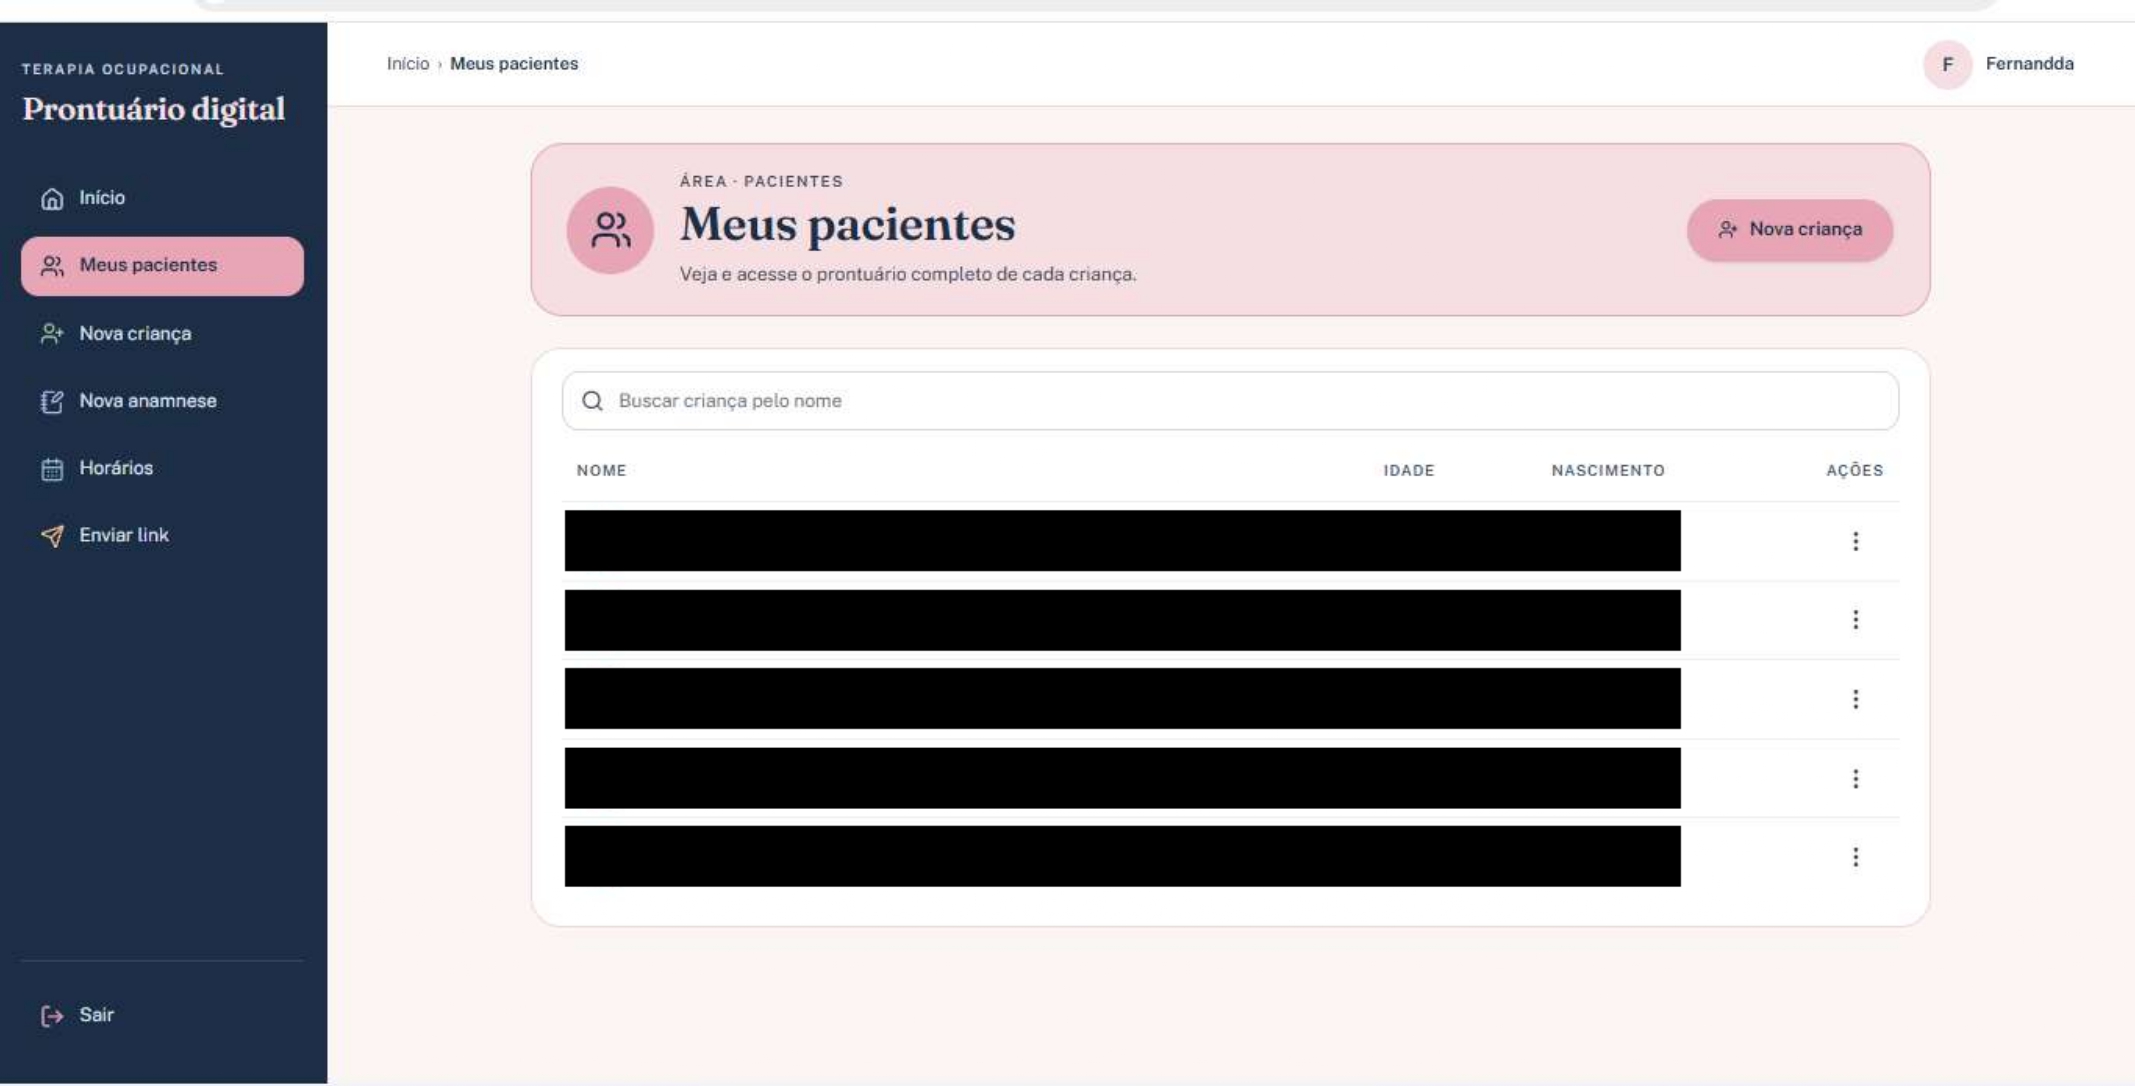 TERAPIA OCUPACIONAL
Prontuário digital
Início
Meus pacientes
Nova criança
Nova anamnese
Horários
Enviar link
Sair
Início › Meus pacientes
F Fernandda
ÁREA · PACIENTES
Meus pacientes
Veja e acesse o prontuário completo de cada criança.
Nova criança
Buscar criança pelo nome
NOME IDADE NASCIMENTO AÇÕES